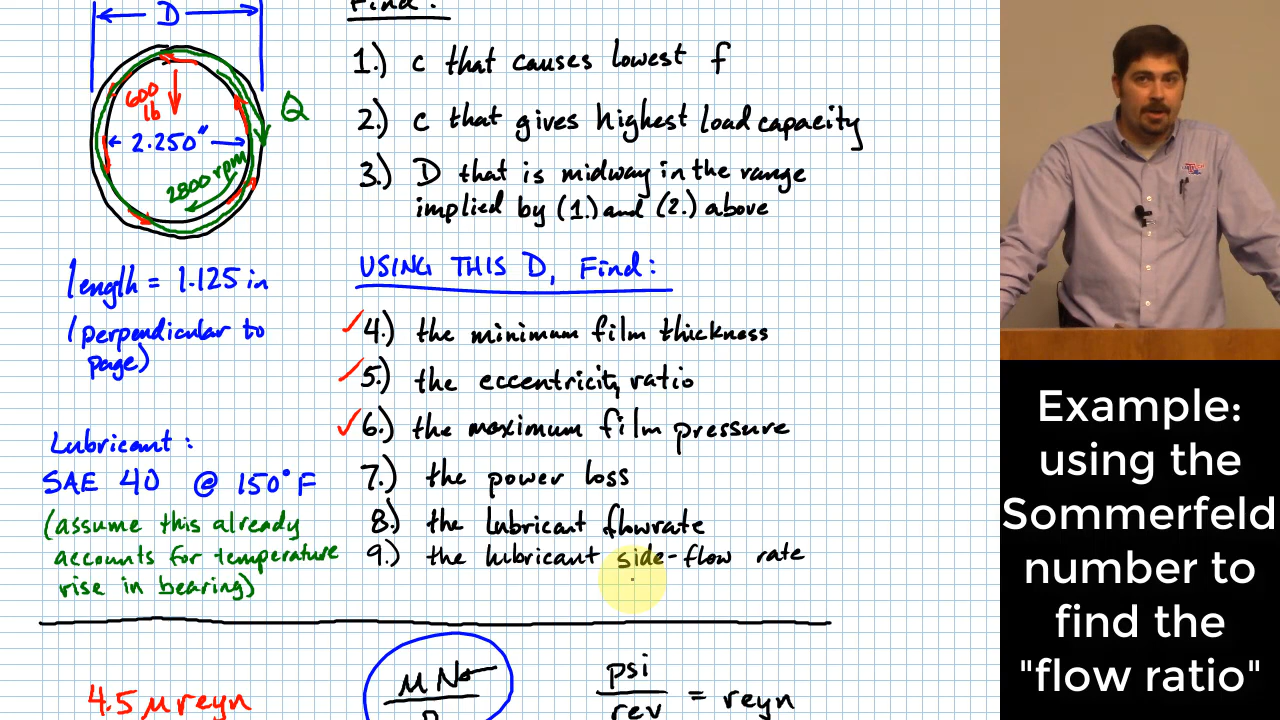 D
Find:
600
lb
2.250"
2800 rpm
Q
1.) c that causes lowest f
2.) c that gives highest load capacity
3.) D that is midway in the range
implied by (1.) and (2.) above
length = 1.125 in
(perpendicular to
page)
USING THIS D, Find:
✓4.) the minimum film thickness
✓5.) the eccentricity ratio
✓6.) the maximum film pressure
7.) the power loss
8.) the lubricant flowrate
9.) the lubricant side-flow rate
Lubricant:
SAE 40 @ 150°F
(assume this already
accounts for temperature
rise in bearing)
4.5 μreyn
μN
P
psi
rev
= reyn
Example:
using the
Sommerfeld
number to
find the
"flow ratio"